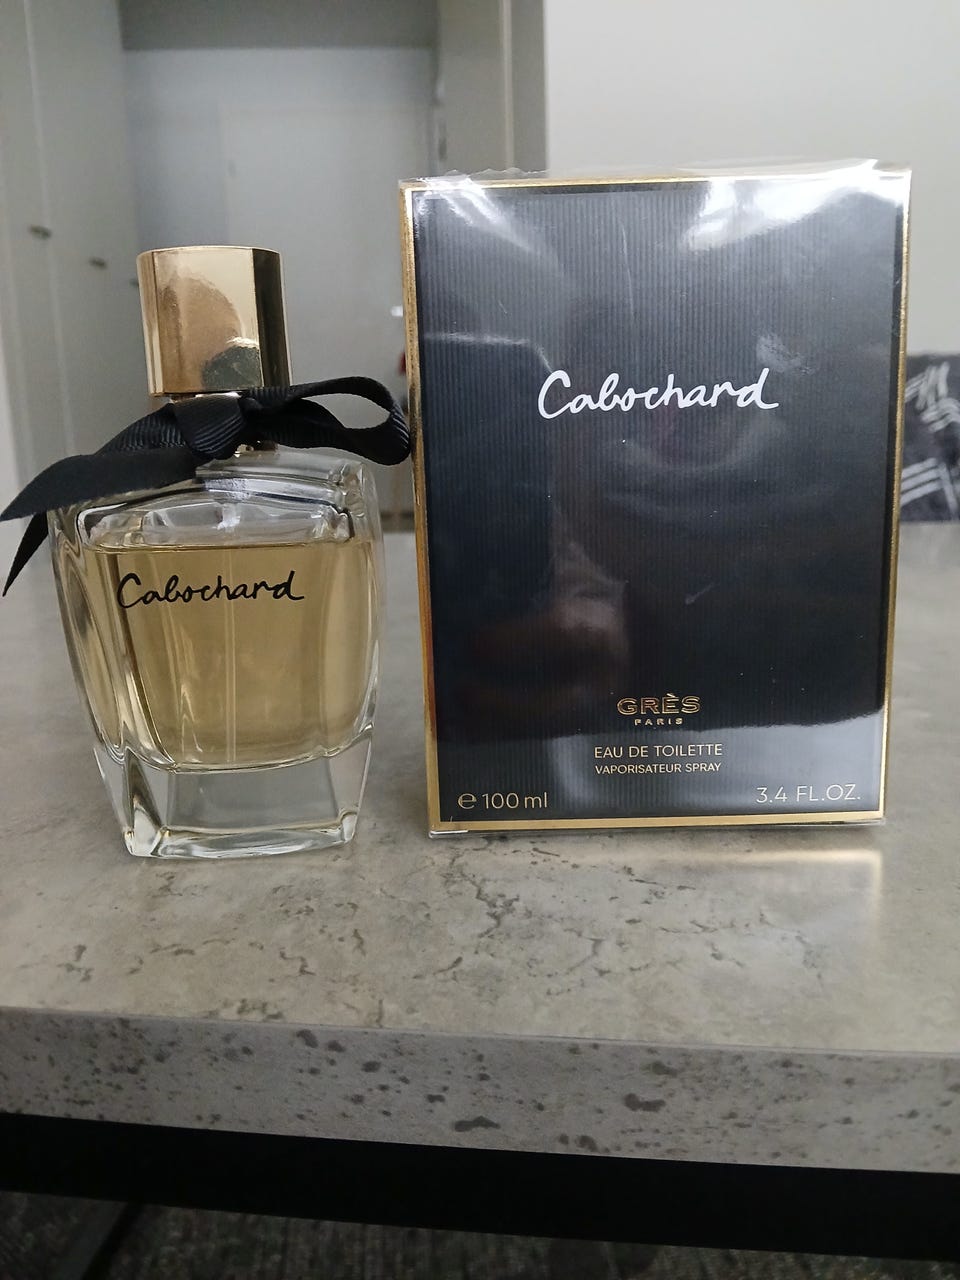 Cabochard
Cabochard
GRÈS
PARIS
EAU DE TOILETTE
VAPORISATEUR SPRAY
e 100 ml
3.4 FL.OZ.